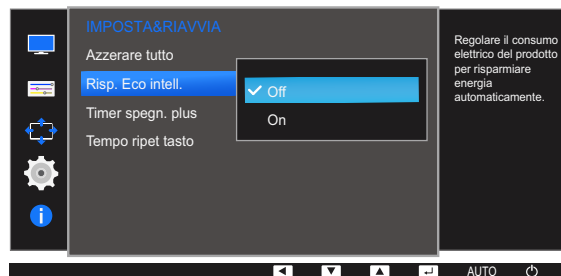 IMPOSTA&RIAVVIA
Azzerare tutto
Risp. Eco intell.
Timer spegn. plus
Tempo ripet tasto
Off
On
Regolare il consumo
elettrico del prodotto
per risparmiare
energia
automaticamente.
AUTO